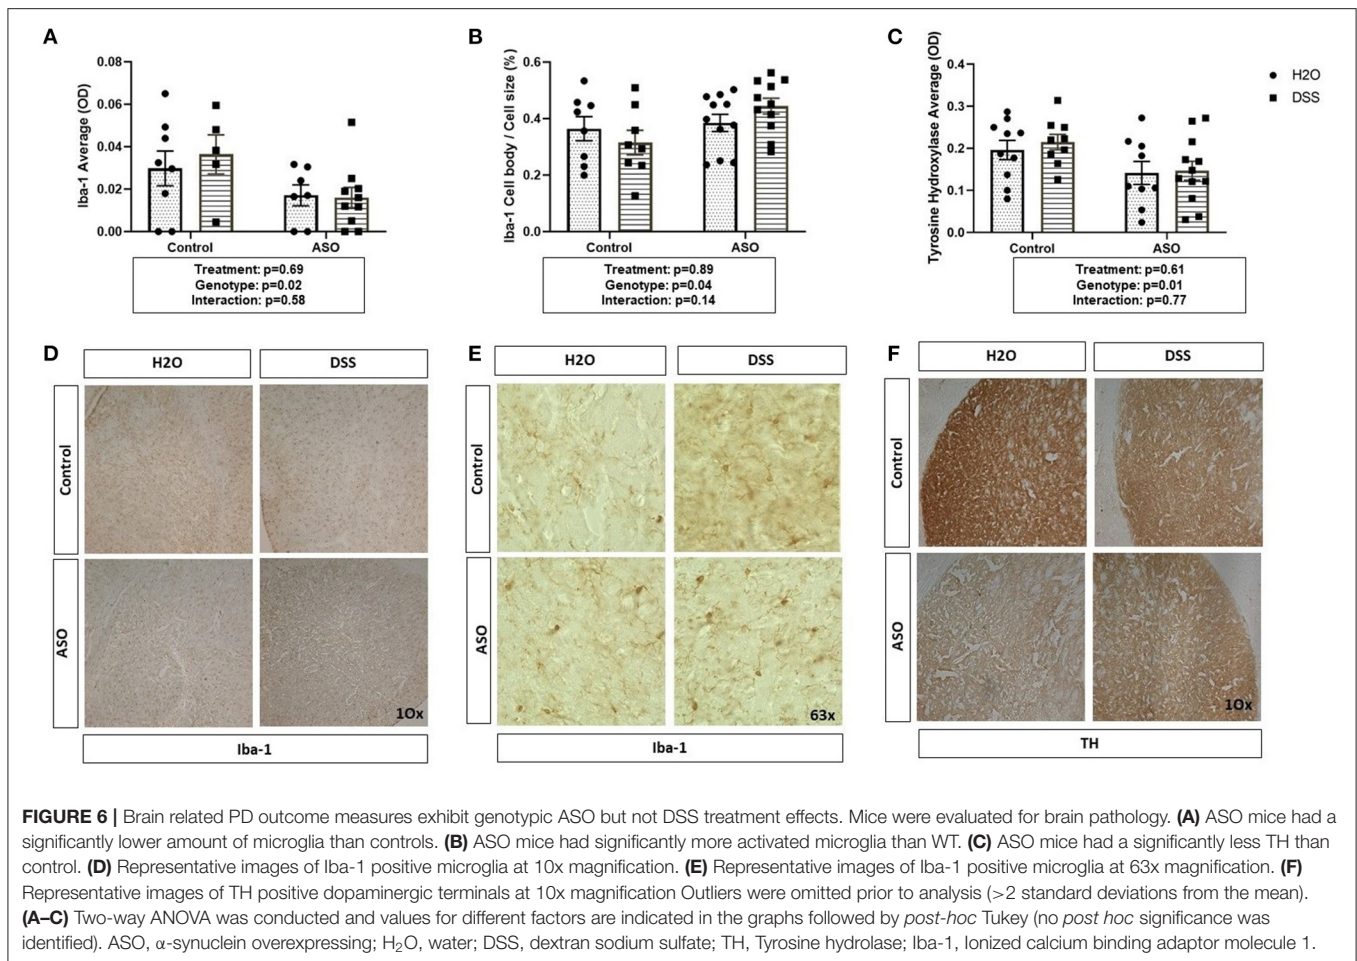 A
Iba-1 Average (OD)
0.08
0.06
0.04
0.02
0.00
Control
ASO
Treatment: p=0.69
Genotype: p=0.02
Interaction: p=0.58
B
Iba-1 Cell body / Cell size (%)
0.6
0.4
0.2
0.0
Control
ASO
Treatment: p=0.89
Genotype: p=0.04
Interaction: p=0.14
C
Tyrosine Hydroxylase Average (OD)
0.4
0.3
0.2
0.1
0.0
Control
ASO
H2O
DSS
Treatment: p=0.61
Genotype: p=0.01
Interaction: p=0.77
D
H2O
DSS
Control
ASO
10x
Iba-1
E
H2O
DSS
Control
ASO
63x
Iba-1
F
H2O
DSS
Control
ASO
10x
TH
FIGURE 6 | Brain related PD outcome measures exhibit genotypic ASO but not DSS treatment effects. Mice were evaluated for brain pathology. (A) ASO mice had a
significantly lower amount of microglia than controls. (B) ASO mice had significantly more activated microglia than WT. (C) ASO mice had a significantly less TH than
control. (D) Representative images of Iba-1 positive microglia at 10x magnification. (E) Representative images of Iba-1 positive microglia at 63x magnification. (F)
Representative images of TH positive dopaminergic terminals at 10x magnification Outliers were omitted prior to analysis (>2 standard deviations from the mean).
(A–C) Two-way ANOVA was conducted and values for different factors are indicated in the graphs followed by post-hoc Tukey (no post hoc significance was
identified). ASO, α-synuclein overexpressing; H₂O, water; DSS, dextran sodium sulfate; TH, Tyrosine hydrolase; Iba-1, Ionized calcium binding adaptor molecule 1.